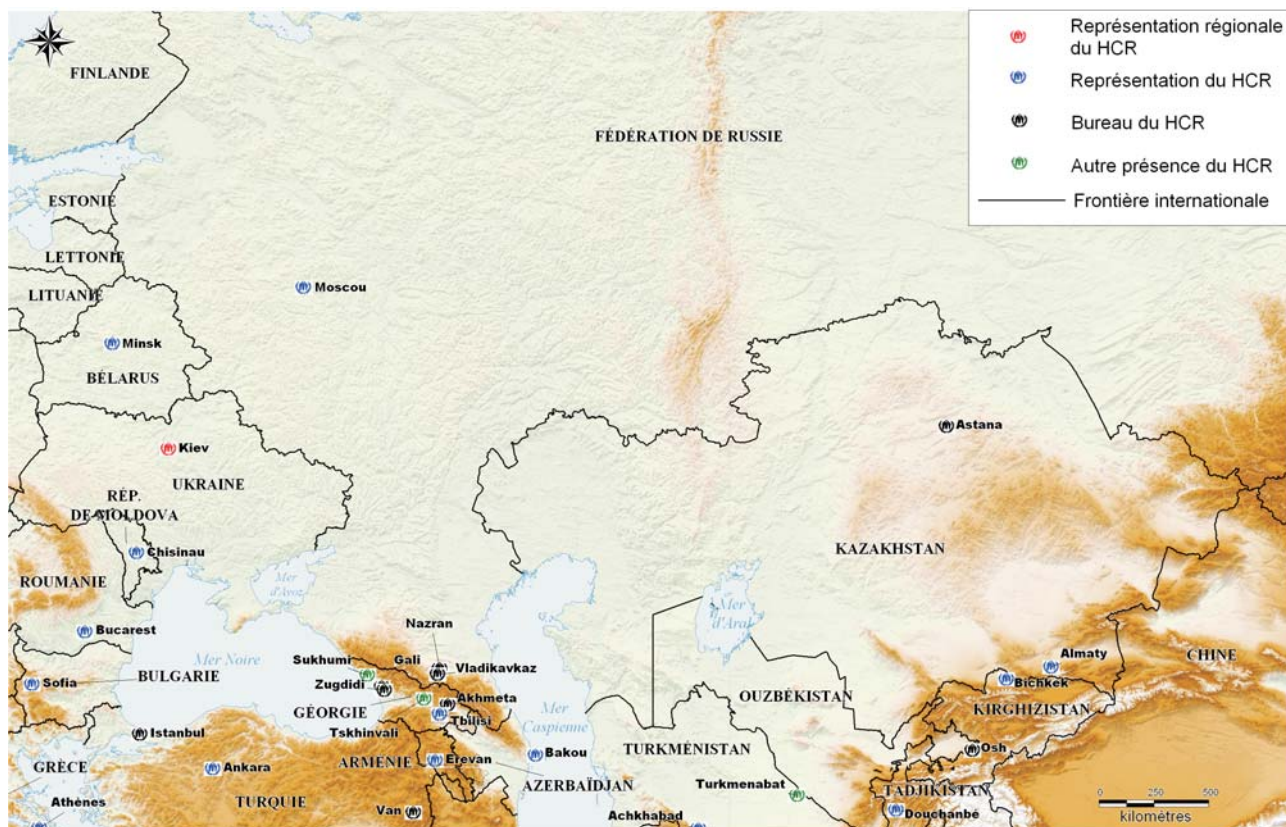 Représentation régionale
du HCR
Représentation du HCR
Bureau du HCR
Autre présence du HCR
Frontière internationale
FINLANDE
FÉDÉRATION DE RUSSIE
ESTONIE
LETTONIE
LITUANIE
Moscou
Minsk
BÉLARUS
Kiev
UKRAINE
Astana
RÉP.
DE MOLDOVA
Chisinau
KAZAKHSTAN
ROUMANIE
Mer
d'Azov
Mer
d'Aral
Bucarest
Nazran
Mer Noire
Sukhumi
Gali
Vladikavkaz
Almaty
CHINE
Sofia
BULGARIE
Zugdidi
Akhmeta
OUZBÉKISTAN
Bichkek
KIRGHIZISTAN
GÉORGIE
Tbilisi
Mer
Caspienne
Istanbul
Tskhinvali
TURKMÉNISTAN
Osh
GRÈCE
Ankara
ARMÉNIE
Erevan
Bakou
AZERBAÏDJAN
Turkmenabat
TADJIKISTAN
Athènes
TURQUIE
Van
Achkhabad
Douchanbé
0 250 500
kilomètres